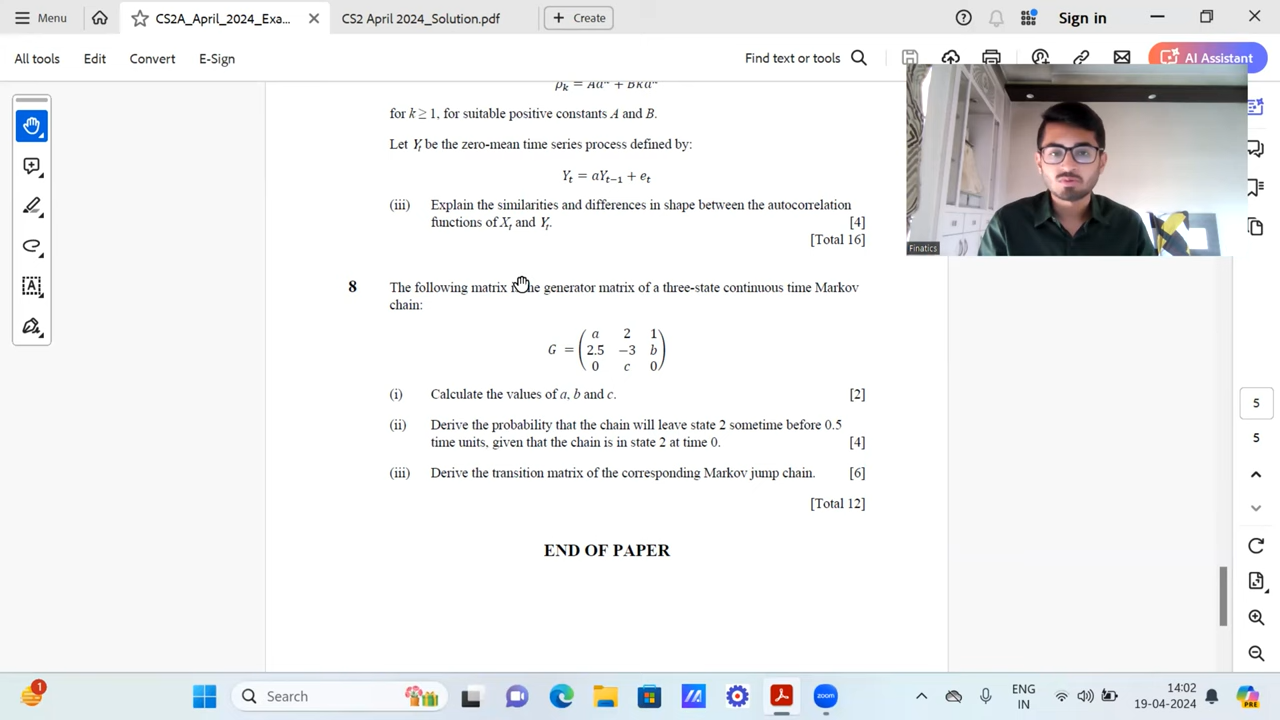 Menu
CS2A_April_2024_Exa...
CS2 April 2024_Solution.pdf
Create
Sign in
All tools
Edit
Convert
E-Sign
Find text or tools
AI Assistant
for k ≥ 1, for suitable positive constants A and B.
Let Yt be the zero-mean time series process defined by:
Yt = aYt−1 + et
(iii) Explain the similarities and differences in shape between the autocorrelation
functions of Xt and Yt. [4]
[Total 16]
Finatics
8 The following matrix the generator matrix of a three-state continuous time Markov
chain:
a 2 1
G = 2.5 −3 b
0 c 0
(i) Calculate the values of a, b and c. [2]
(ii) Derive the probability that the chain will leave state 2 sometime before 0.5
time units, given that the chain is in state 2 at time 0. [4]
(iii) Derive the transition matrix of the corresponding Markov jump chain. [6]
[Total 12]
END OF PAPER
5
5
1
Search
ENG
IN
14:02
19-04-2024
PRE